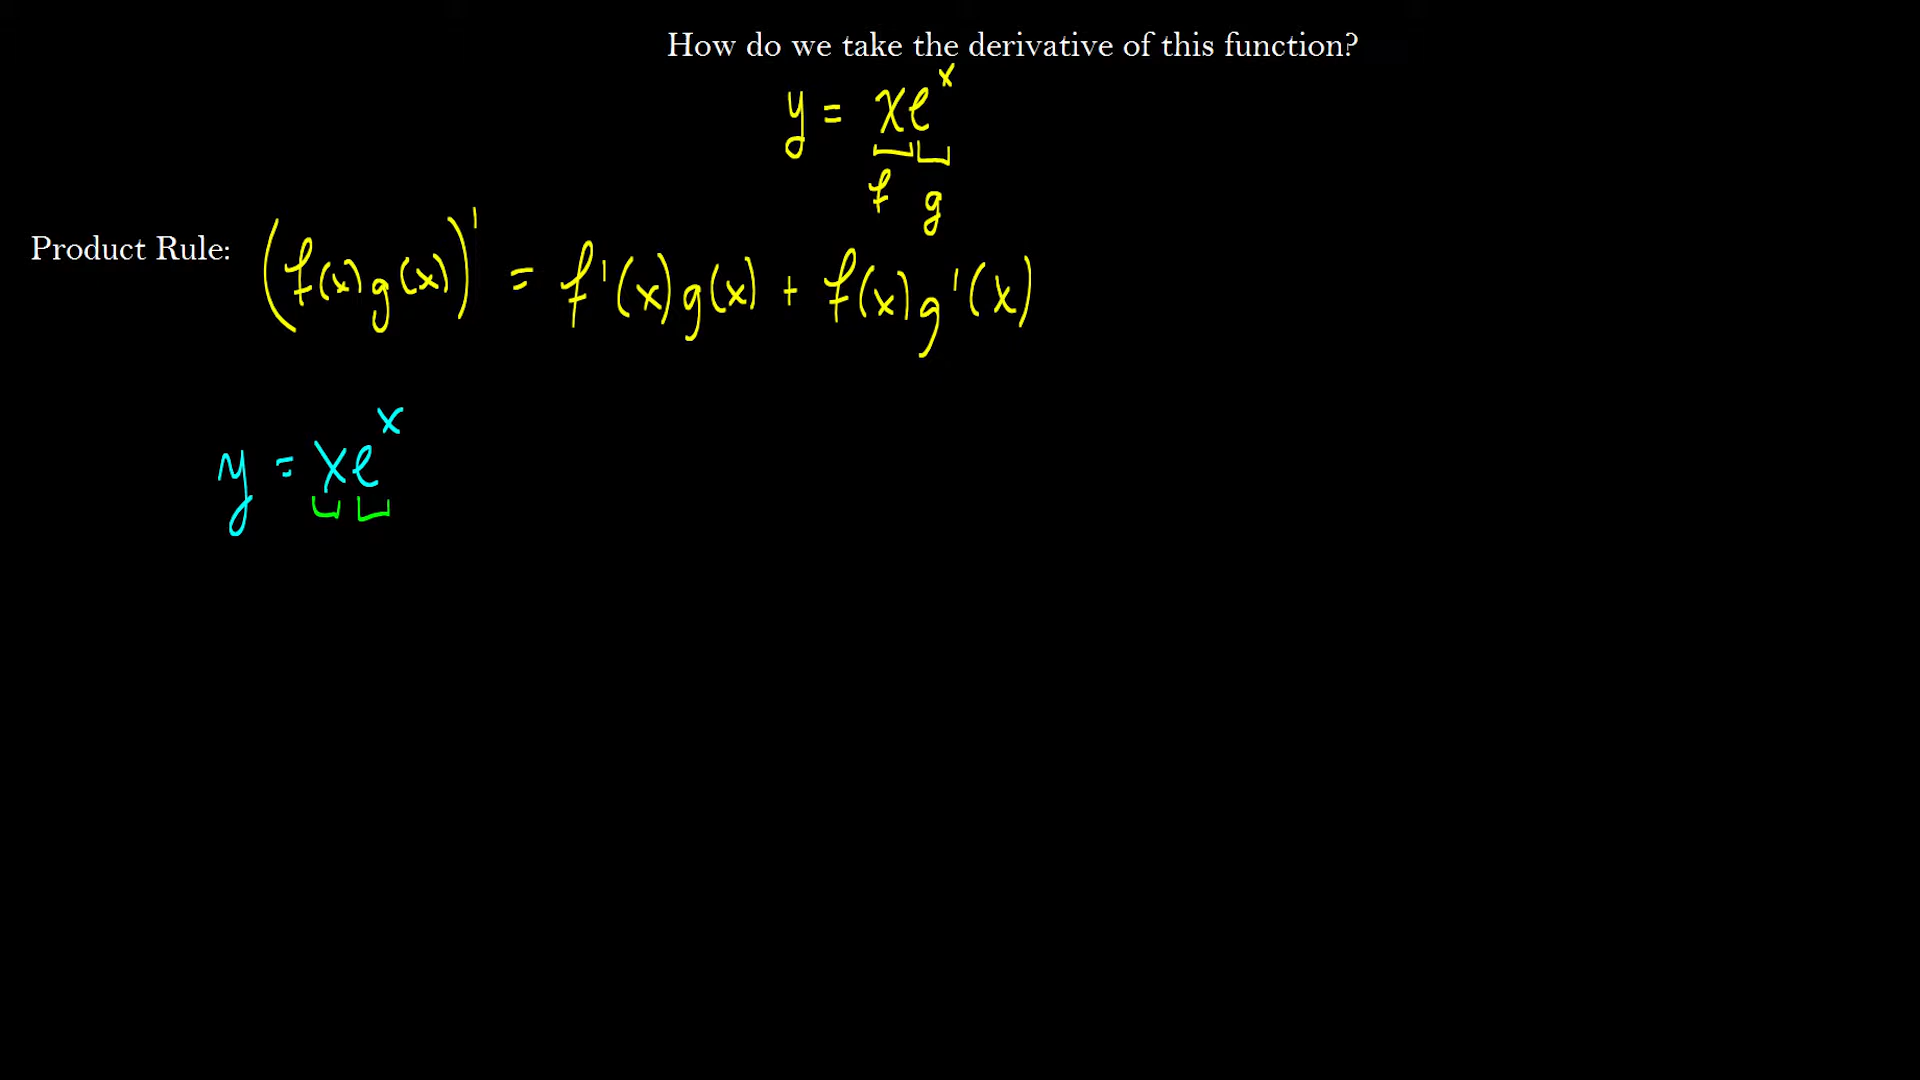 How do we take the derivative of this function?
y = xe^x
f g
Product Rule: (f(x)g(x))' = f'(x)g(x) + f(x)g'(x)
y = xe^x